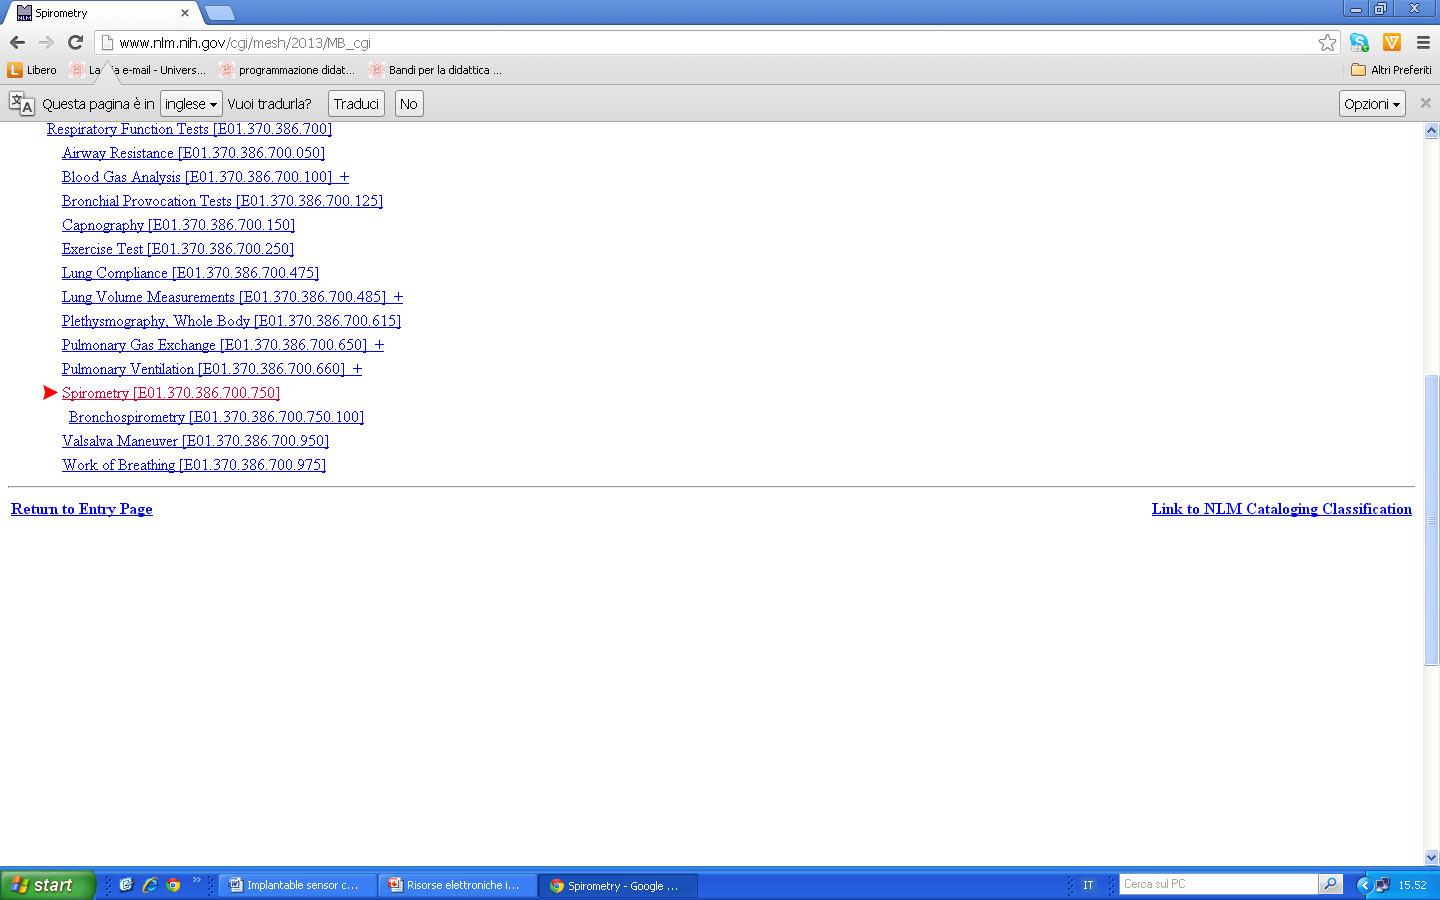 Spirometry
www.nlm.nih.gov/cgi/mesh/2013/MB_cgi
Libero
e-mail - Univers...
programmazione didat...
Bandi per la didattica ...
Altri Preferiti
Questa pagina è in inglese Vuoi tradurla? Traduci No Opzioni
Respiratory Function Tests [E01.370.386.700]
Airway Resistance [E01.370.386.700.050]
Blood Gas Analysis [E01.370.386.700.100] +
Bronchial Provocation Tests [E01.370.386.700.125]
Capnography [E01.370.386.700.150]
Exercise Test [E01.370.386.700.250]
Lung Compliance [E01.370.386.700.475]
Lung Volume Measurements [E01.370.386.700.485] +
Plethysmography, Whole Body [E01.370.386.700.615]
Pulmonary Gas Exchange [E01.370.386.700.650] +
Pulmonary Ventilation [E01.370.386.700.660] +
Spirometry [E01.370.386.700.750]
Bronchospirometry [E01.370.386.700.750.100]
Valsalva Maneuver [E01.370.386.700.950]
Work of Breathing [E01.370.386.700.975]
Return to Entry Page
Link to NLM Cataloging Classification
start
Implantable sensor c...
Risorse elettroniche i...
Spirometry - Google ...
IT
Cerca sul PC
15.52